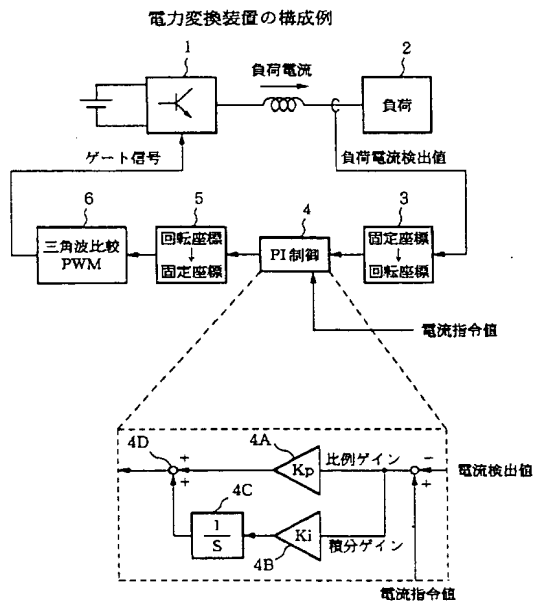 電力変換装置の構成例
1
負荷電流
2
負荷
ゲート信号
負荷電流検出値
6
三角波比較
PWM
5
回転座標
↓
固定座標
4
PI制御
3
固定座標
↓
回転座標
電流指令値
4D
+
+
4A
Kp
比例ゲイン
−
+
電流検出値
4C
1
S
Ki
4B
積分ゲイン
電流指令値